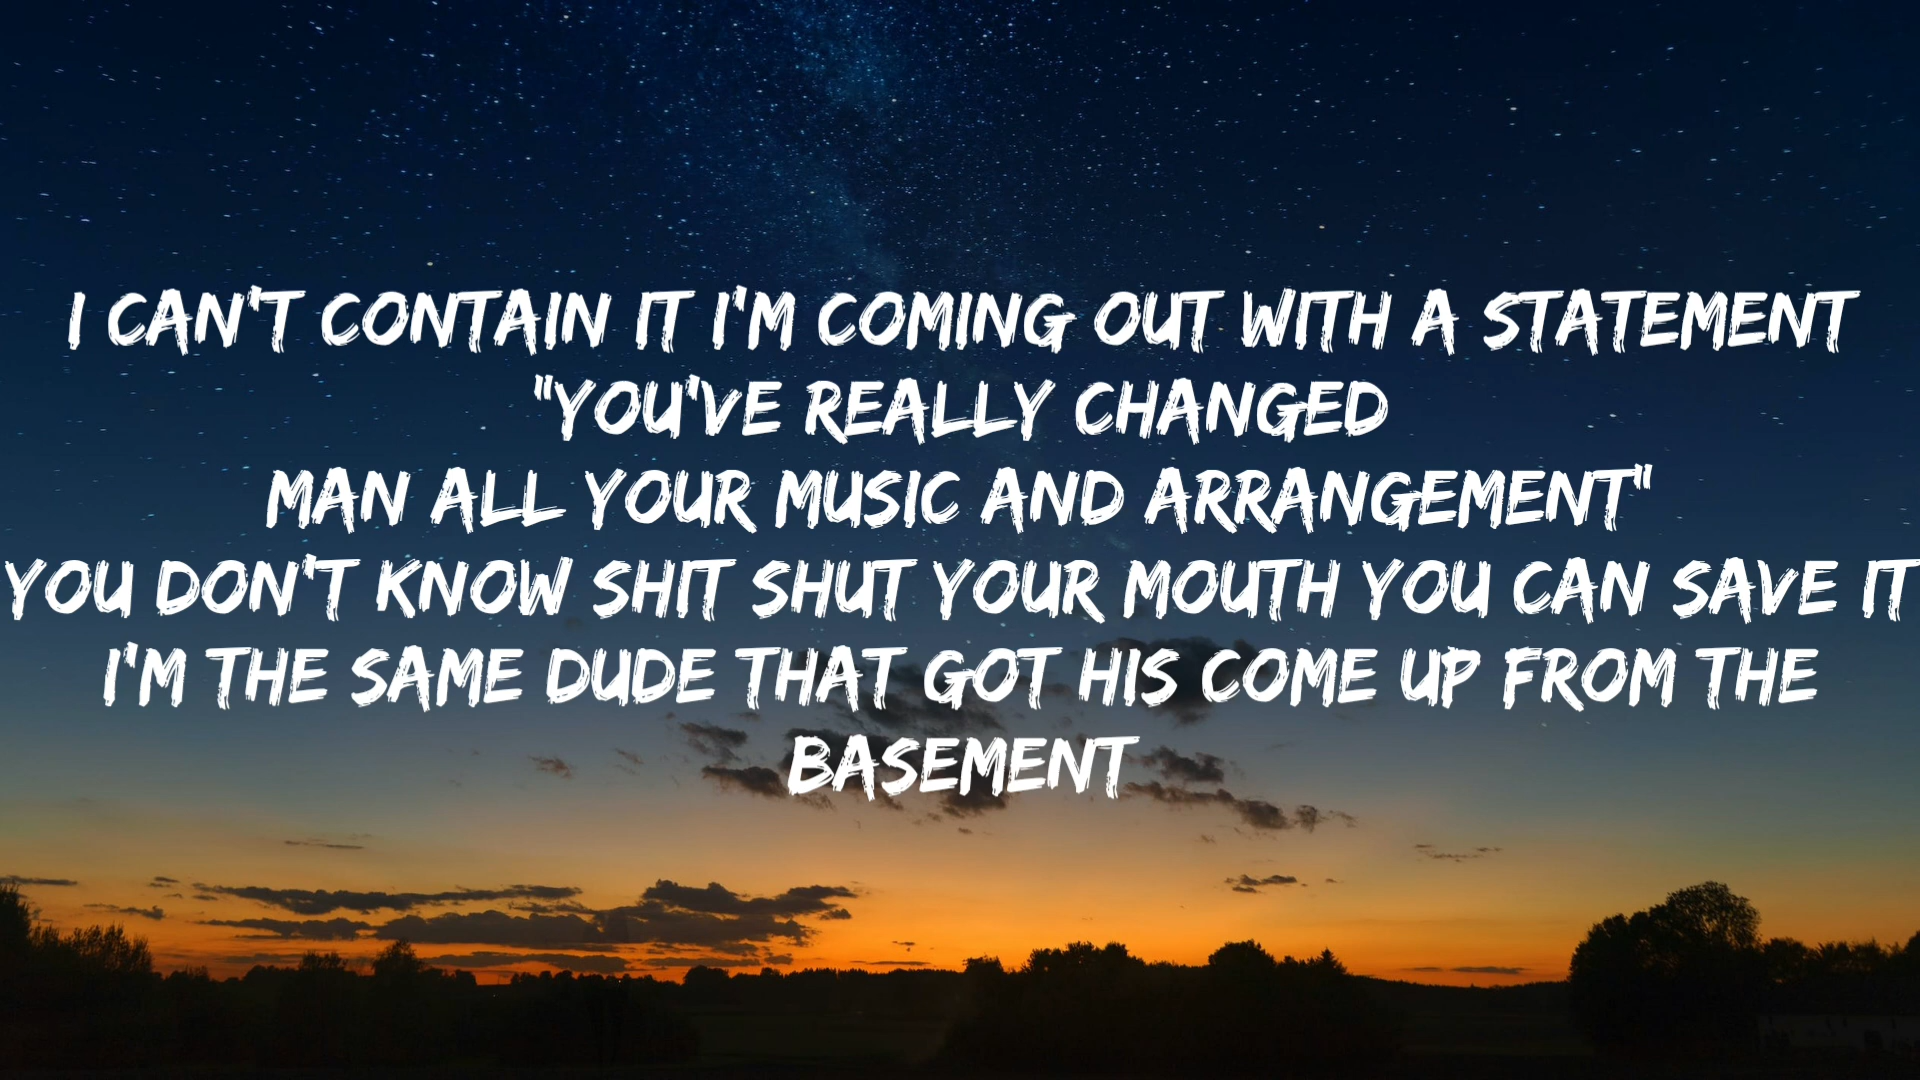 I CAN'T CONTAIN IT I'M COMING OUT WITH A STATEMENT
"YOU'VE REALLY CHANGED
MAN ALL YOUR MUSIC AND ARRANGEMENT"
YOU DON'T KNOW SHIT SHUT YOUR MOUTH YOU CAN SAVE IT
I'M THE SAME DUDE THAT GOT HIS COME UP FROM THE
BASEMENT